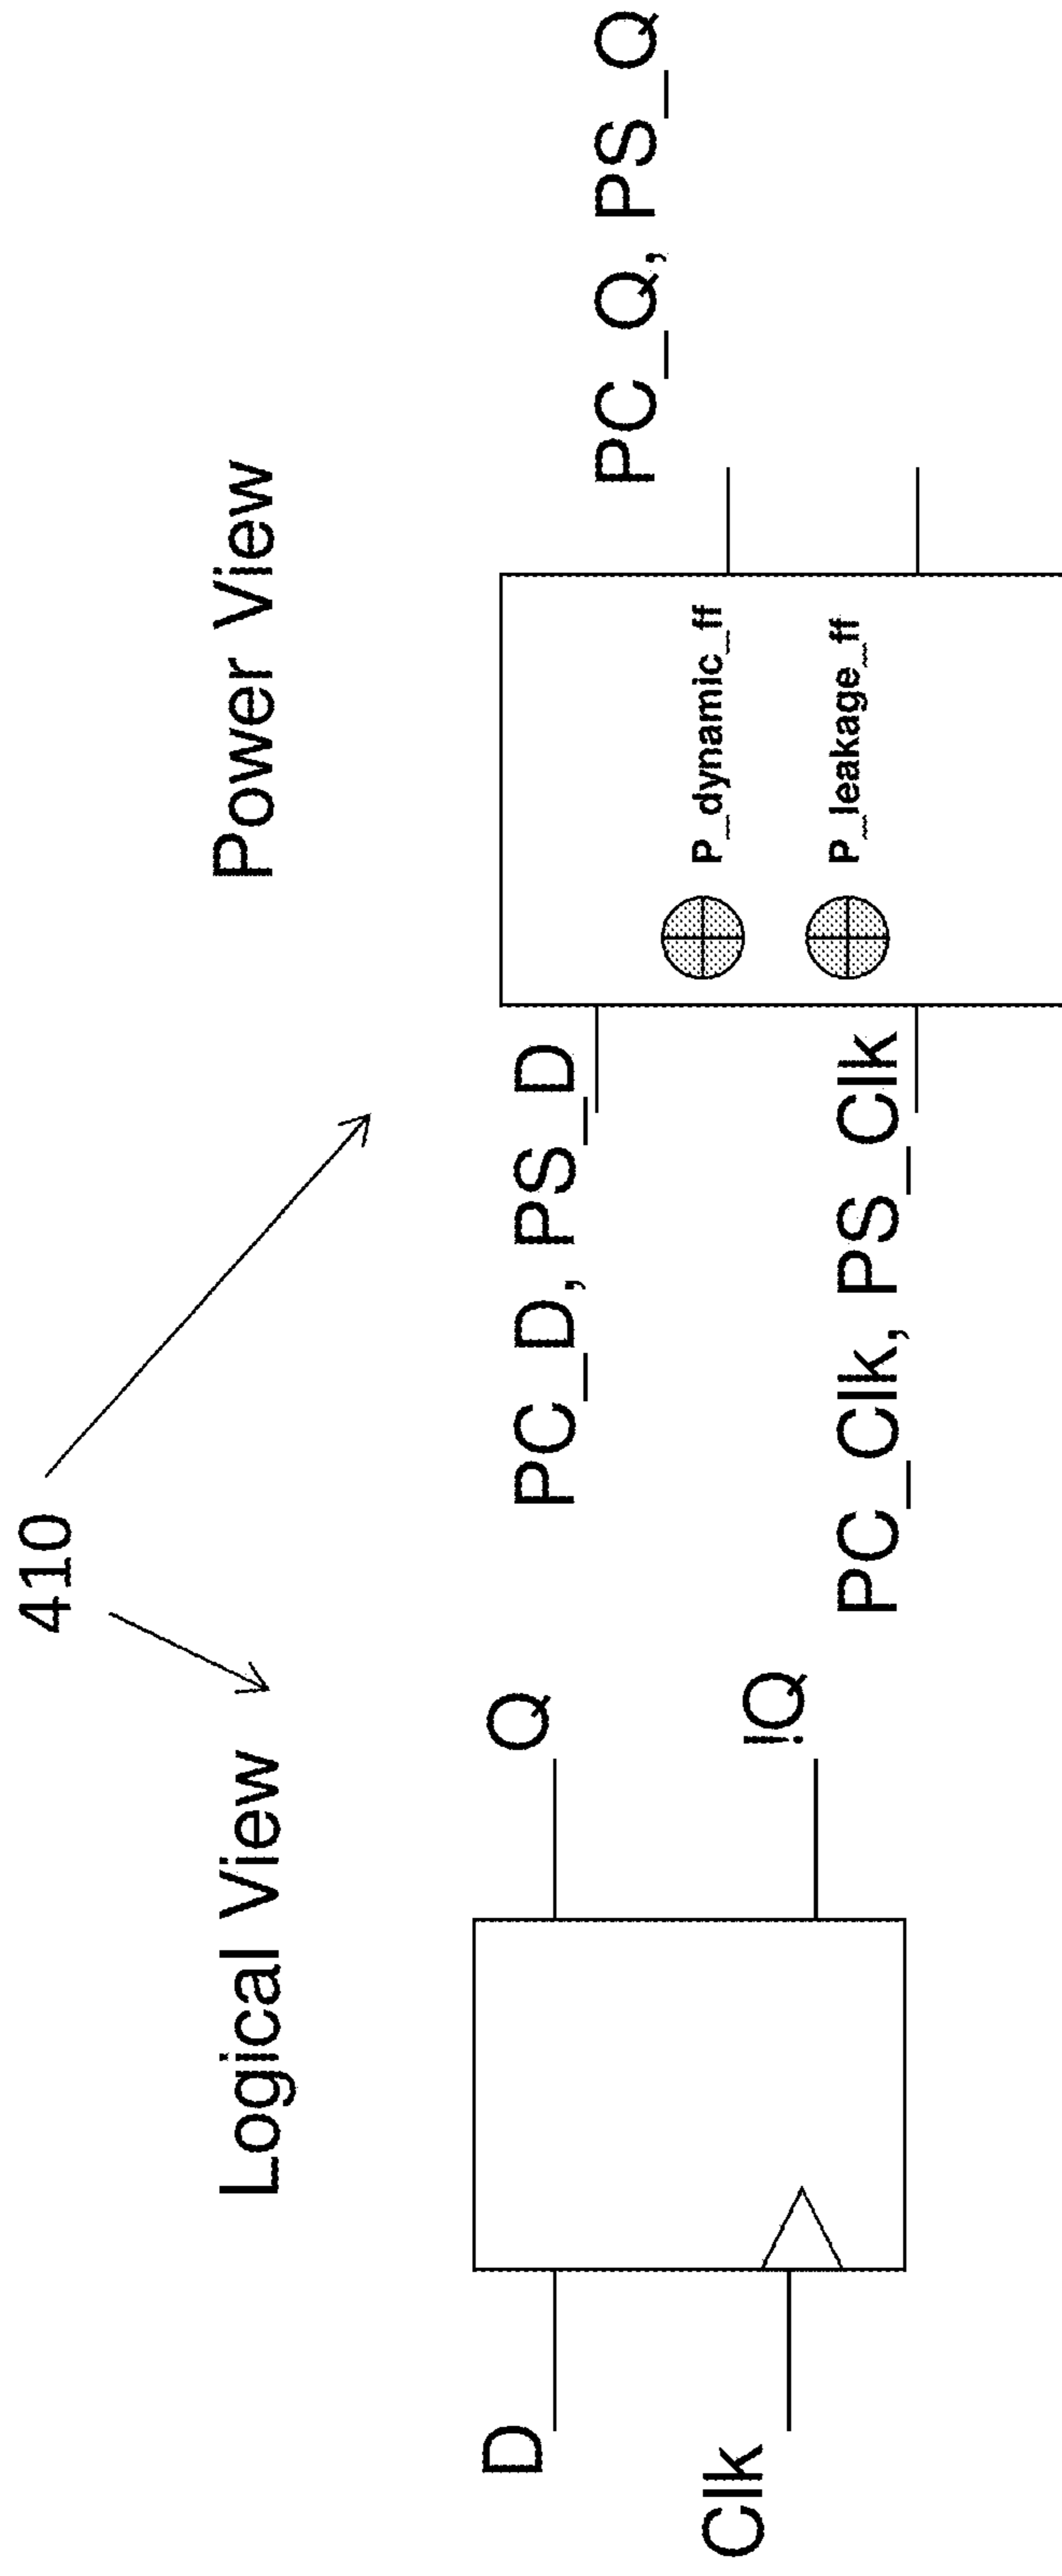 410
Logical View
Power View
D
Clk
Q
!Q
PC_D, PS_D
PC_Clk, PS_Clk
P_dynamic_ff
P_leakage_ff
PC_Q, PS_Q